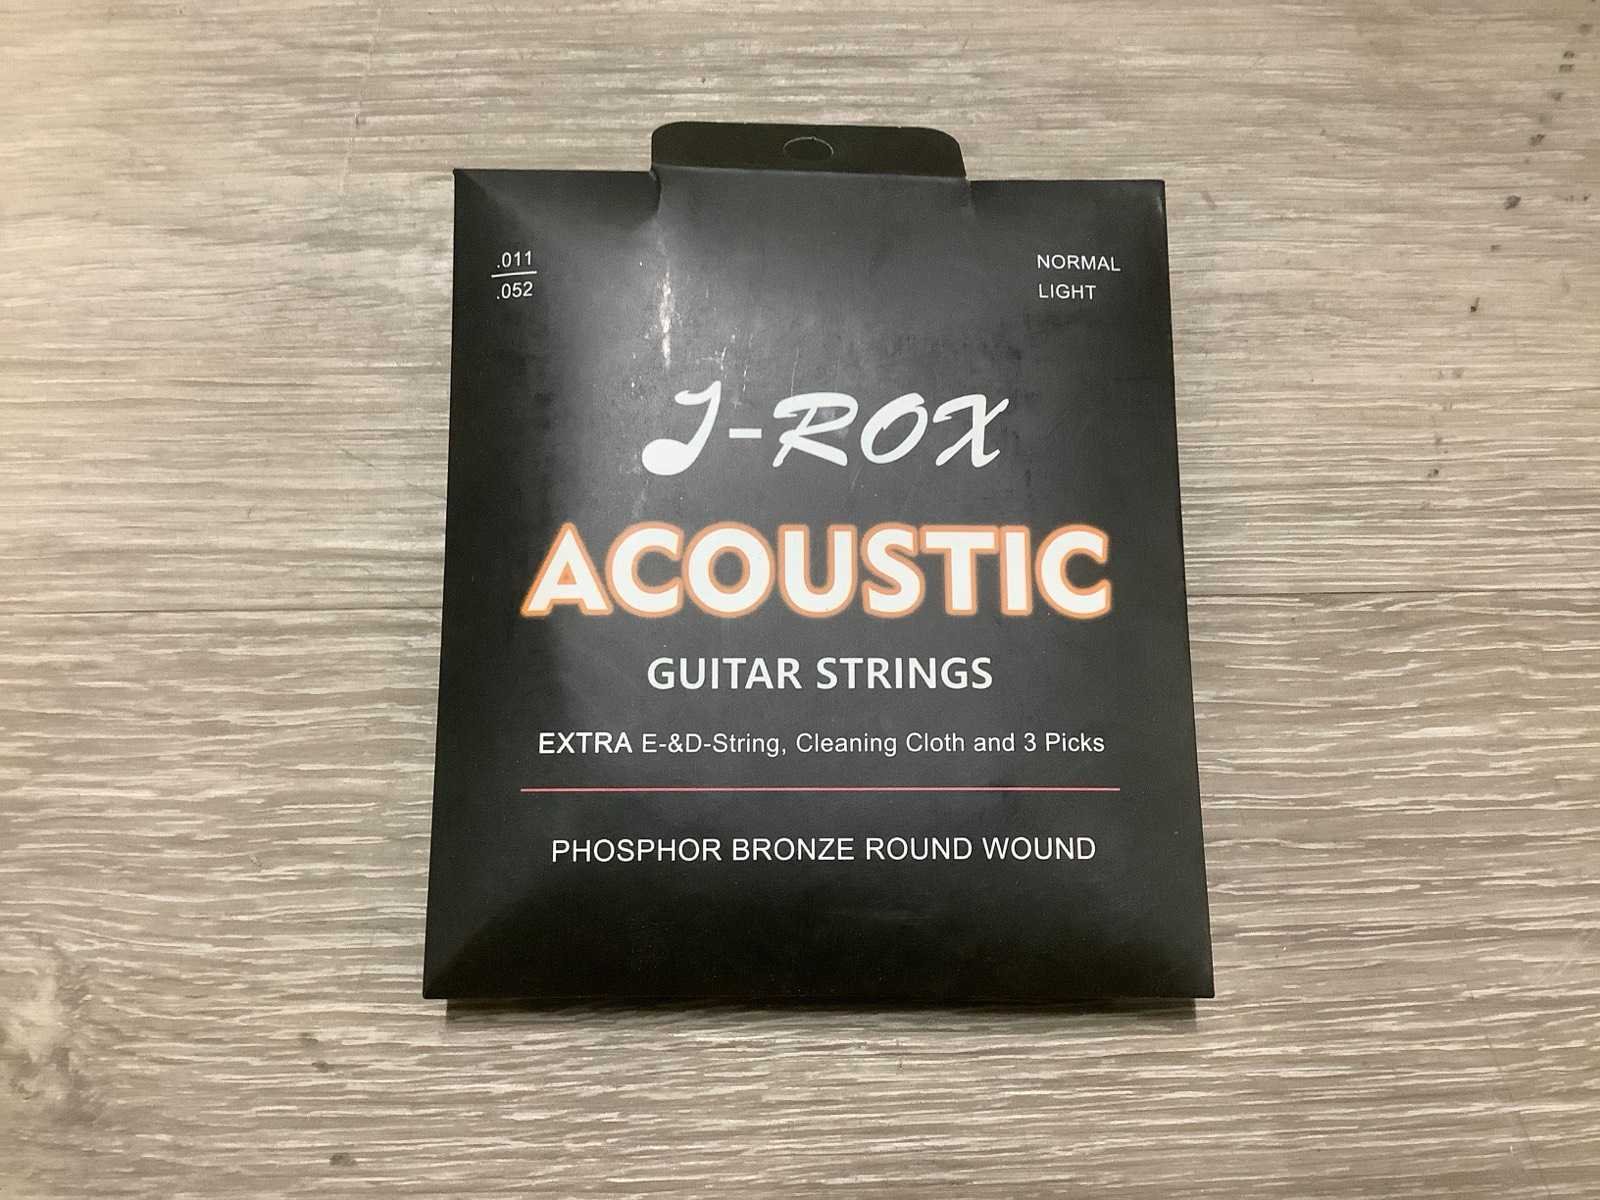 .011
.052
NORMAL
LIGHT
J-ROX
ACOUSTIC
GUITAR STRINGS
EXTRA E-&D-String, Cleaning Cloth and 3 Picks
PHOSPHOR BRONZE ROUND WOUND